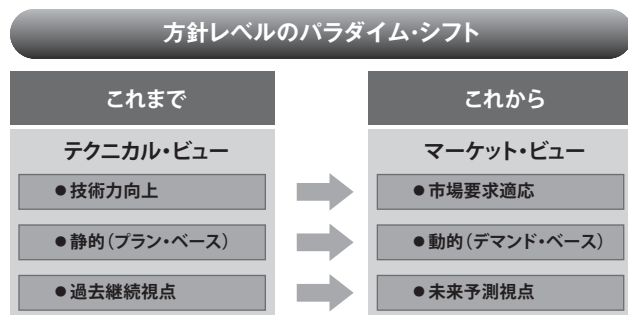 方針レベルのパラダイム・シフト
これまで
これから
テクニカル・ビュー
マーケット・ビュー
●技術力向上
●市場要求適応
●静的（プラン・ベース）
●動的（デマンド・ベース）
●過去継続視点
●未来予測視点